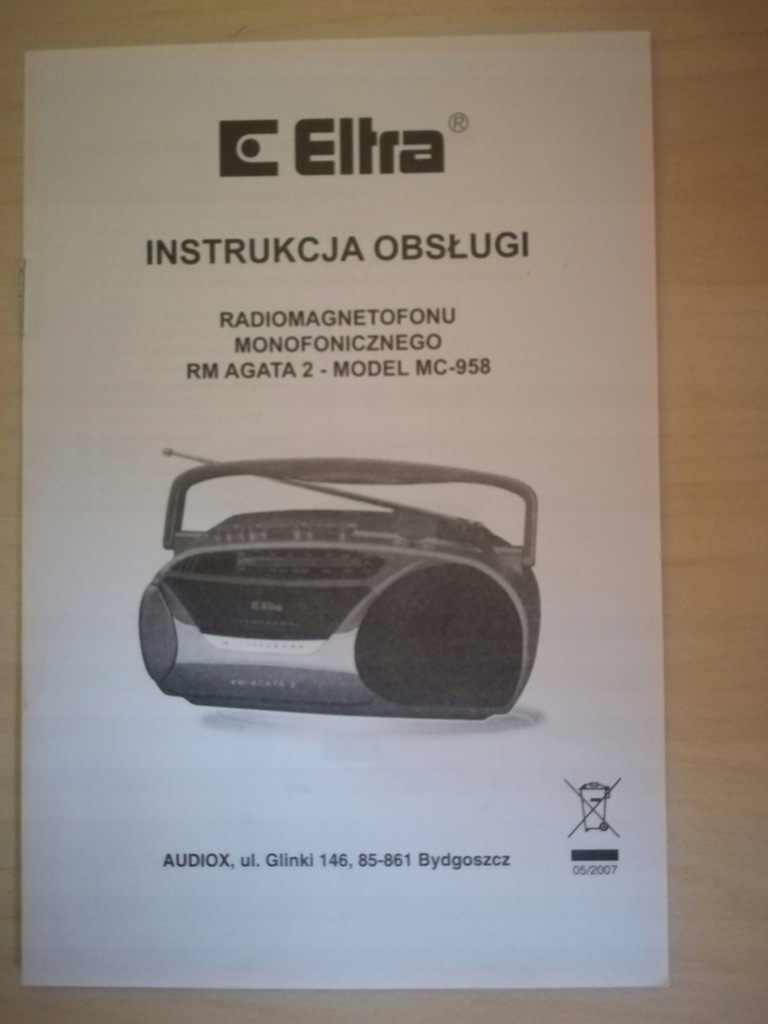 Eltra®
INSTRUKCJA OBSŁUGI
RADIOMAGNETOFONU
MONOFONICZNEGO
RM AGATA 2 - MODEL MC-958
Eltra
RM-AGATA 2
AUDIOX, ul. Glinki 146, 85-861 Bydgoszcz
05/2007